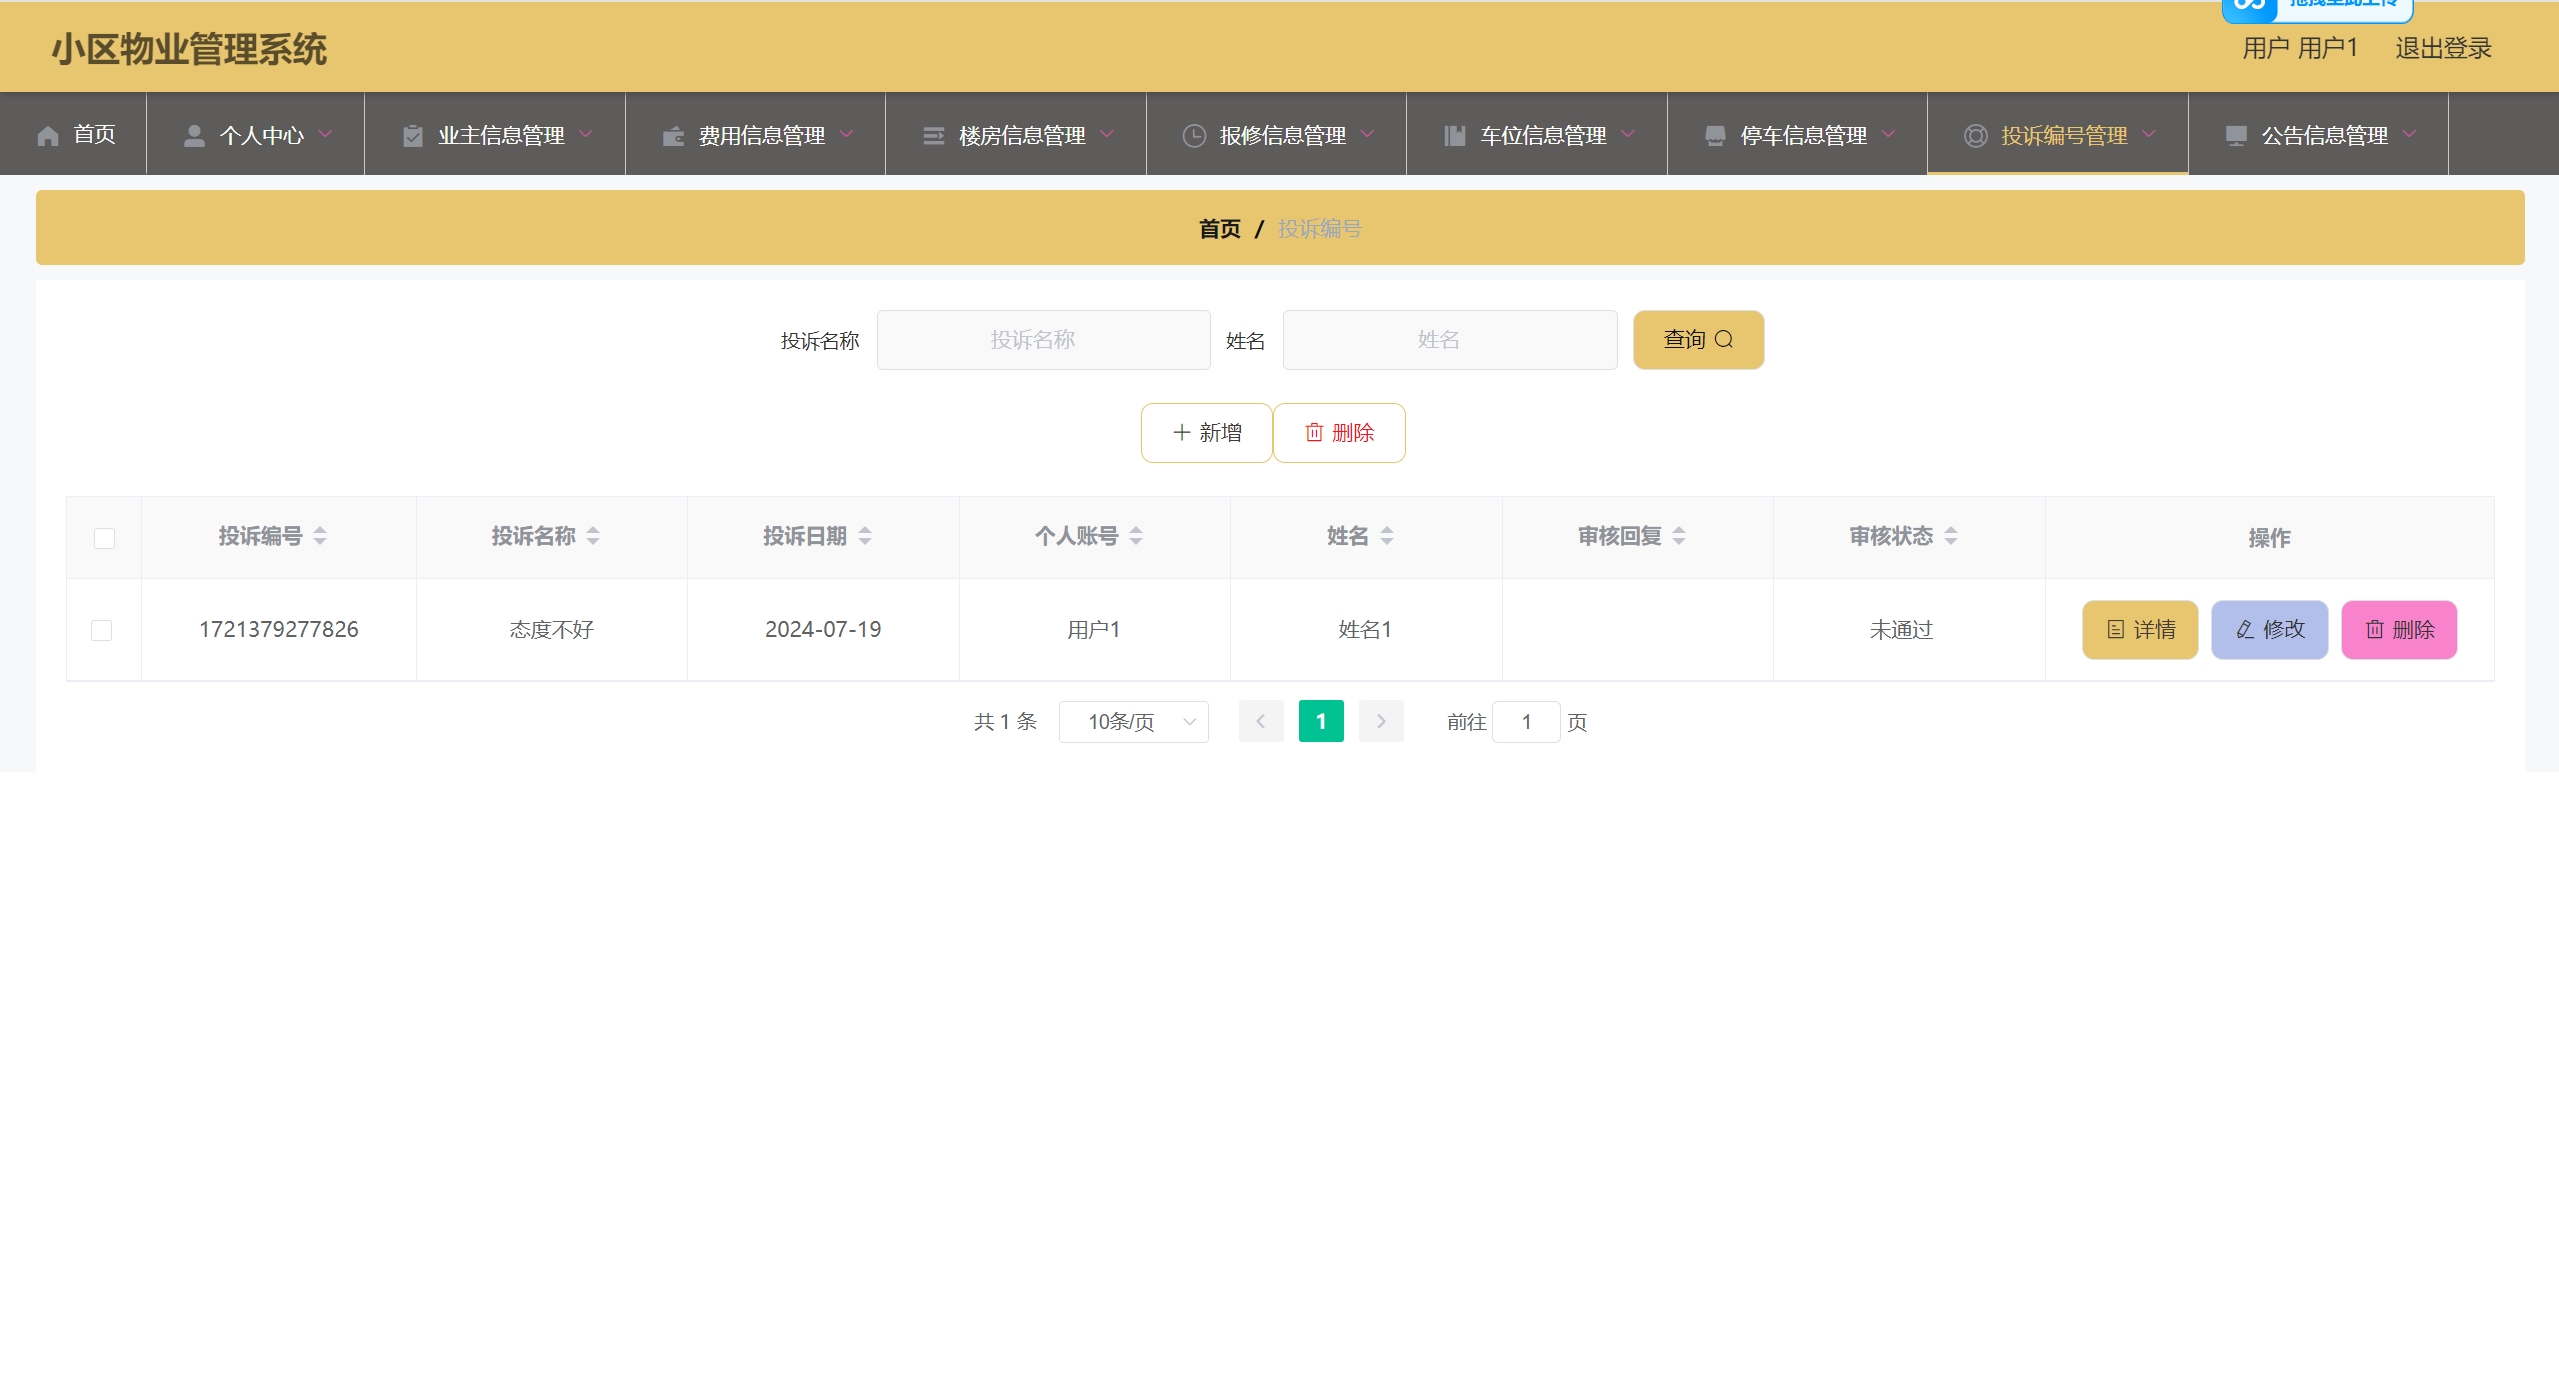 小区物业管理系统
用户 用户1 退出登录
首页 个人中心 业主信息管理 费用信息管理 楼房信息管理 报修信息管理 车位信息管理 停车信息管理 投诉编号管理 公告信息管理
首页 / 投诉编号
投诉名称 投诉名称 姓名 姓名 查询
新增 删除
投诉编号 投诉名称 投诉日期 个人账号 姓名 审核回复 审核状态 操作
1721379277826 态度不好 2024-07-19 用户1 姓名1 未通过 详情 修改 删除
共 1 条 10条/页 1 前往 1 页